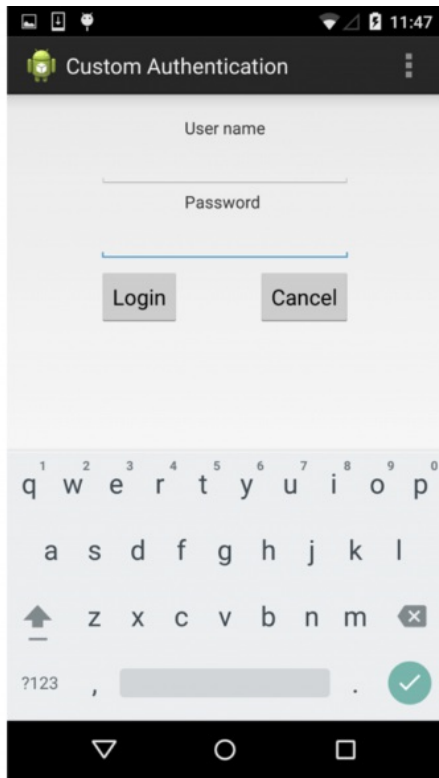 11:47
Custom Authentication
User name
Password
Login Cancel
1 2 3 4 5 6 7 8 9 0
q w e r t y u i o p
a s d f g h j k l
z x c v b n m
?123 , .